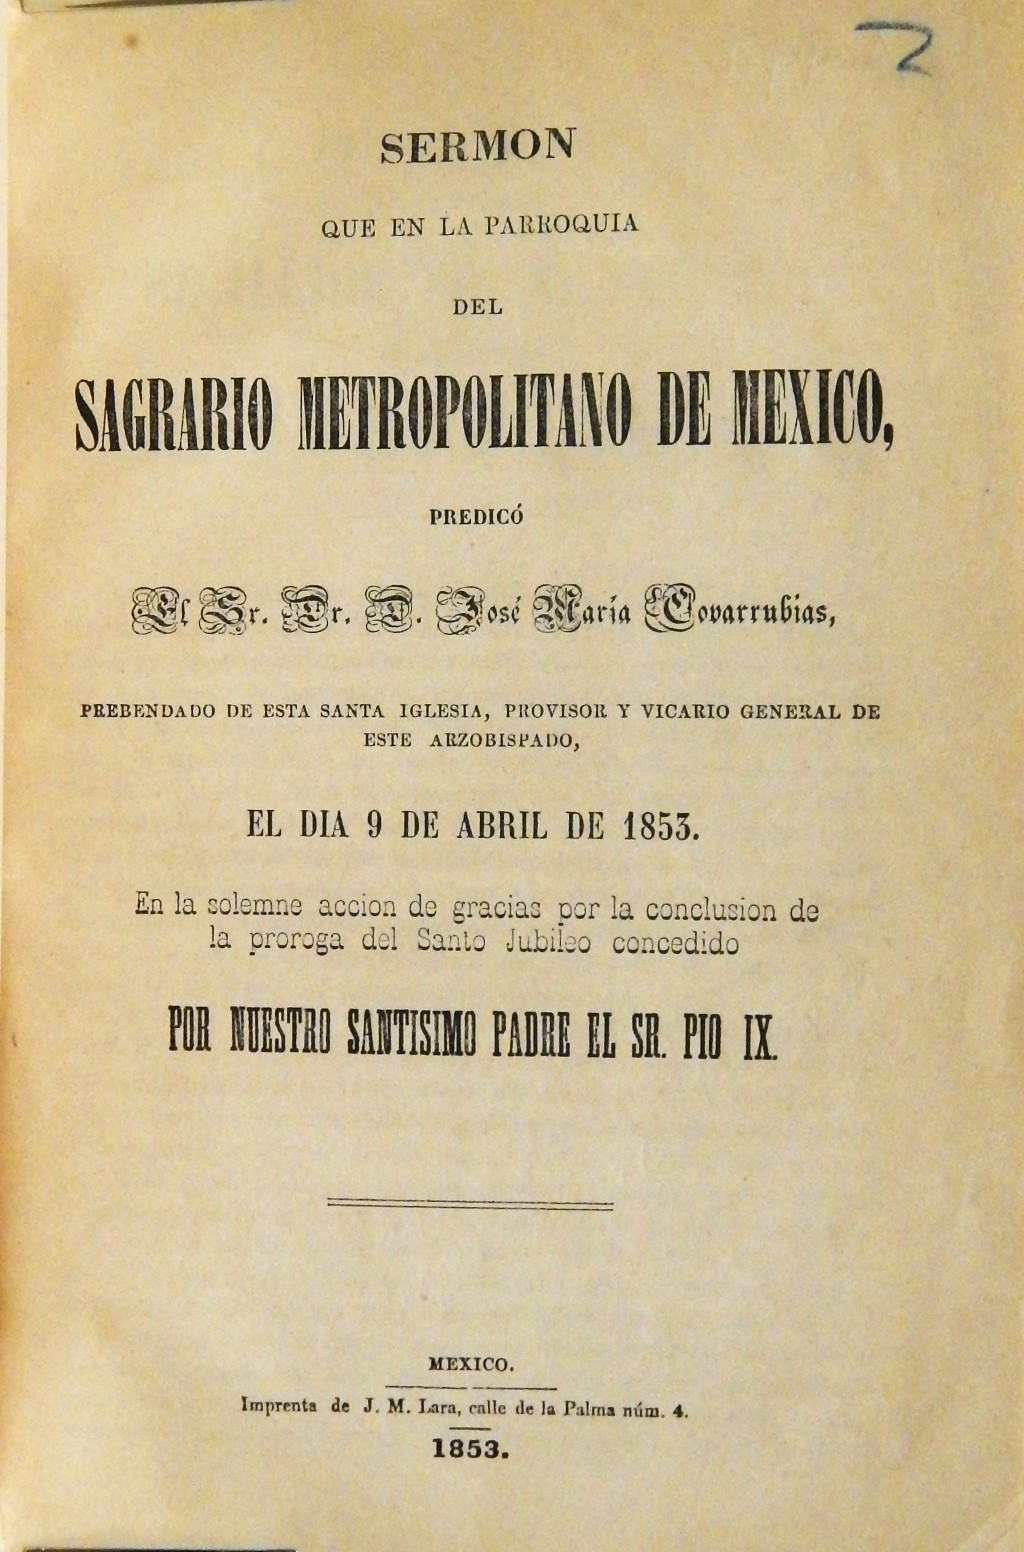 SERMON
QUE EN LA PARROQUIA
DEL
SAGRARIO METROPOLITANO DE MEXICO,
PREDICÓ
El Sr. Dr. D. José María Covarrubias,
PREBENDADO DE ESTA SANTA IGLESIA, PROVISOR Y VICARIO GENERAL DE
ESTE ARZOBISPADO,
EL DIA 9 DE ABRIL DE 1853.
En la solemne accion de gracias por la conclusion de
la proroga del Santo Jubileo concedido
POR NUESTRO SANTISIMO PADRE EL SR. PIO IX.
MEXICO.
Imprenta de J. M. Lara, calle de la Palma núm. 4.
1853.